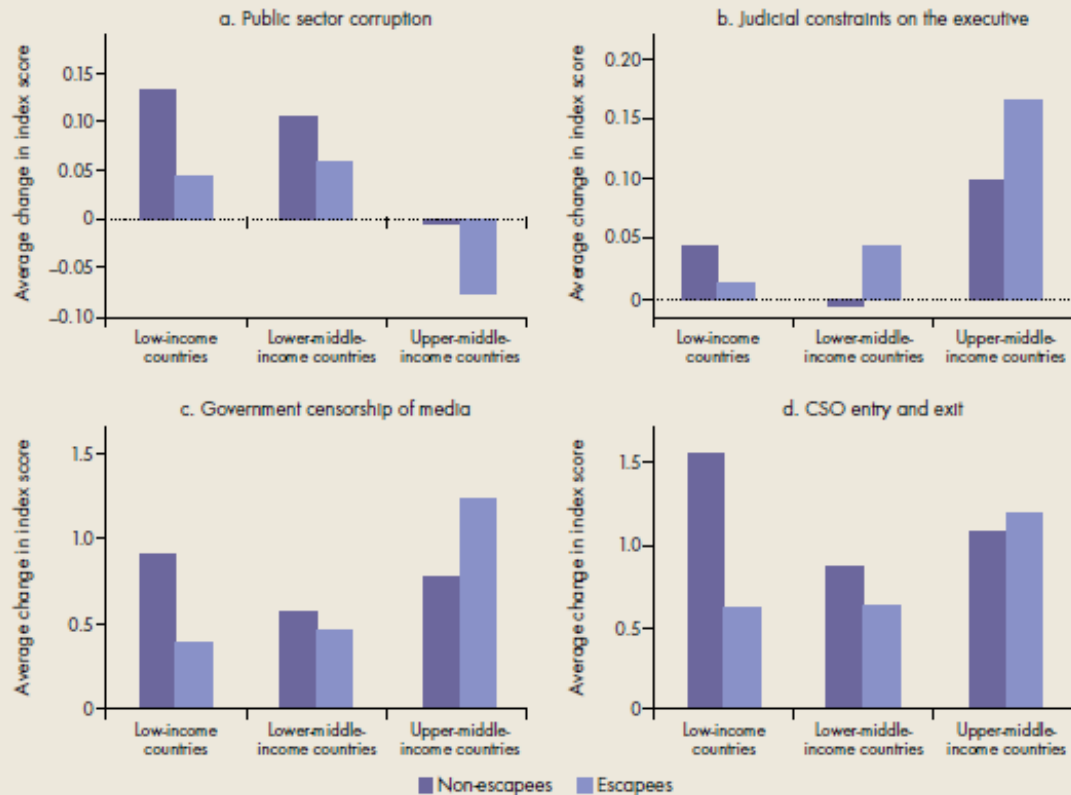 a. Public sector corruption
Average change in index score
0.15
0.10
0.05
0
–0.05
–0.10
Low-income
countries
Lower-middle-
income countries
Upper-middle-
income countries
b. Judicial constraints on the executive
Average change in index score
0.20
0.15
0.10
0.05
0
Low-income
countries
Lower-middle-
income countries
Upper-middle-
income countries
c. Government censorship of media
Average change in index score
1.5
1.0
0.5
0
Low-income
countries
Lower-middle-
income countries
Upper-middle-
income countries
d. CSO entry and exit
Average change in index score
1.5
1.0
0.5
0
Low-income
countries
Lower-middle-
income countries
Upper-middle-
income countries
Non-escapees Escapees